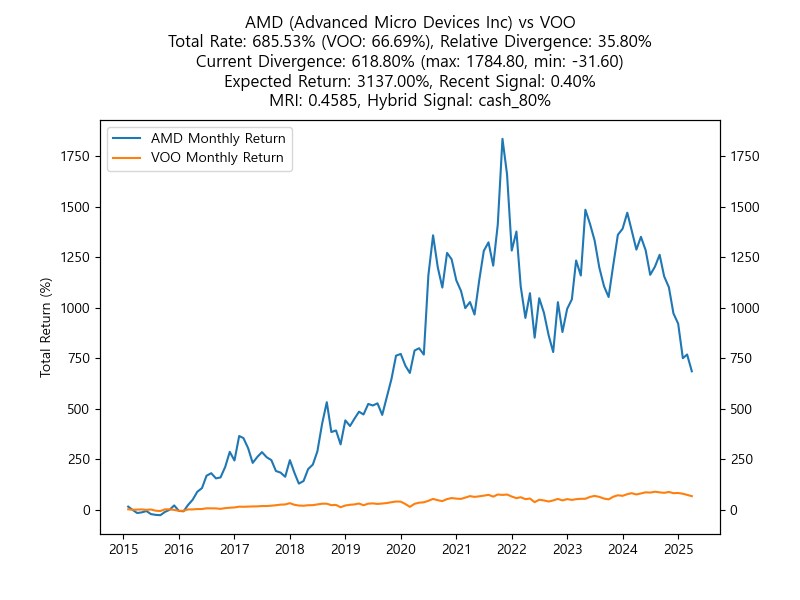 AMD (Advanced Micro Devices Inc) vs VOO
Total Rate: 685.53% (VOO: 66.69%), Relative Divergence: 35.80%
Current Divergence: 618.80% (max: 1784.80, min: -31.60)
Expected Return: 3137.00%, Recent Signal: 0.40%
MRI: 0.4585, Hybrid Signal: cash_80%
AMD Monthly Return
VOO Monthly Return
Total Return (%)
1750 1750
1500 1500
1250 1250
1000 1000
750 750
500 500
250 250
0 0
2015 2016 2017 2018 2019 2020 2021 2022 2023 2024 2025